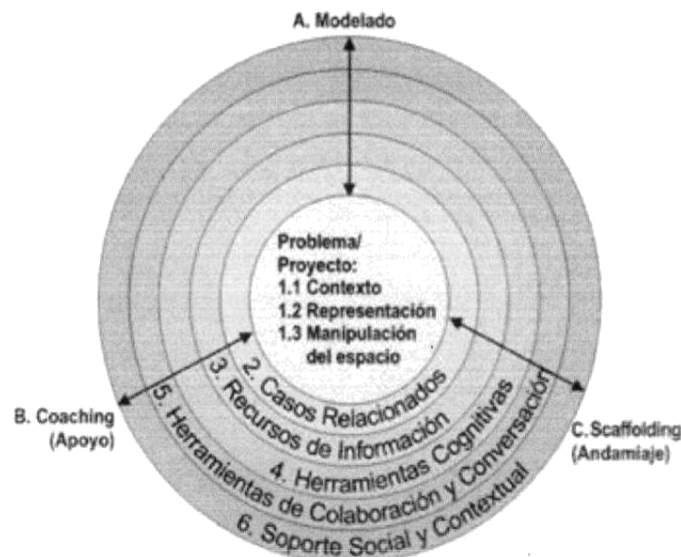 A. Modelado
Problema/
Proyecto:
1.1 Contexto
1.2 Representación
1.3 Manipulación
del espacio
2. Casos Relacionados
3. Recursos de Información
4. Herramientas Cognitivas
5. Herramientas de Colaboración y Conversación
6. Soporte Social y Contextual
B. Coaching
(Apoyo)
C.Scaffolding
(Andamiaje)